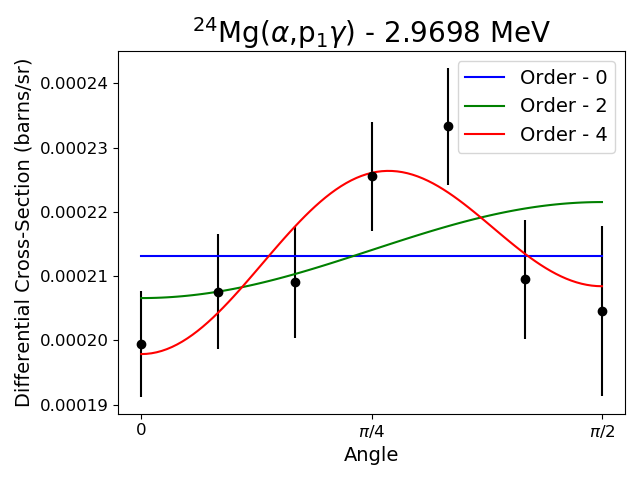 ²⁴Mg(α,p₁γ) - 2.9698 MeV
Differential Cross-Section (barns/sr)
0.00024
0.00023
0.00022
0.00021
0.00020
0.00019
Order - 0
Order - 2
Order - 4
0 π/4 π/2
Angle